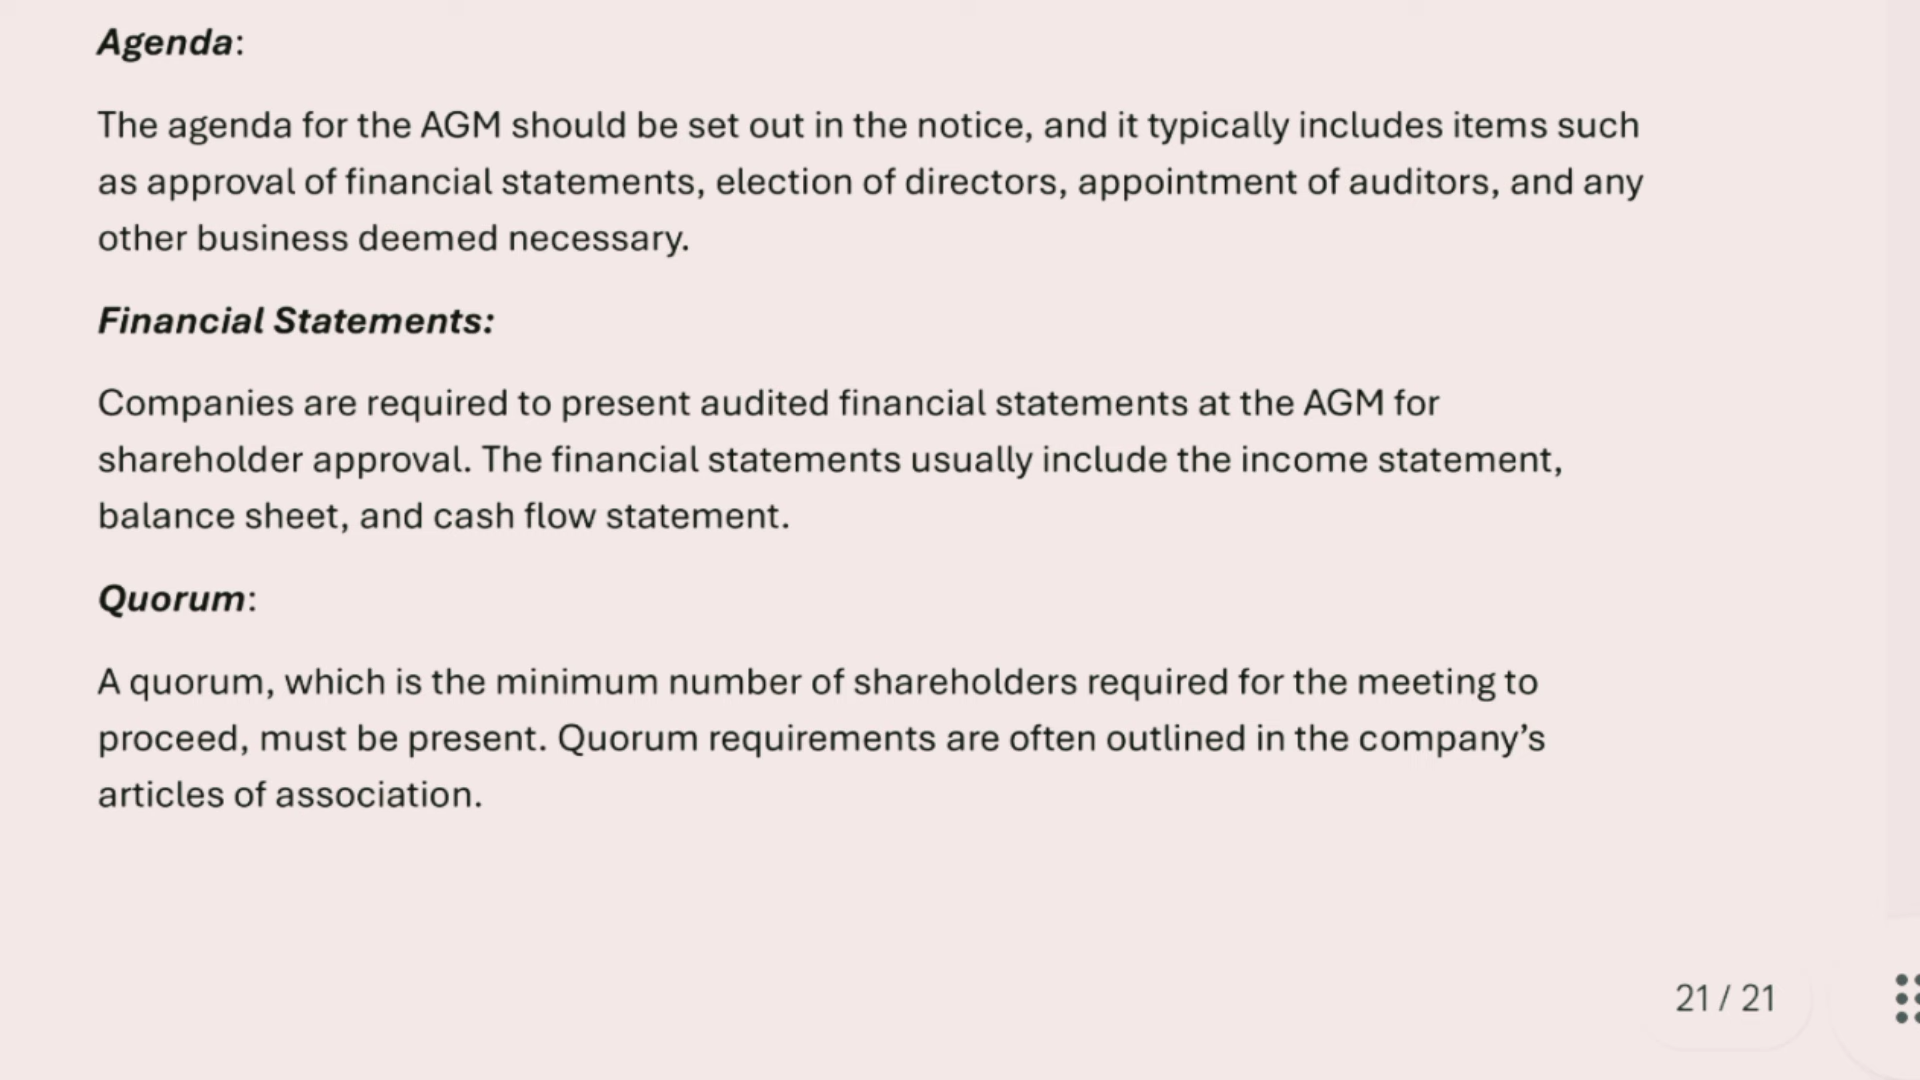 Agenda:
The agenda for the AGM should be set out in the notice, and it typically includes items such
as approval of financial statements, election of directors, appointment of auditors, and any
other business deemed necessary.
Financial Statements:
Companies are required to present audited financial statements at the AGM for
shareholder approval. The financial statements usually include the income statement,
balance sheet, and cash flow statement.
Quorum:
A quorum, which is the minimum number of shareholders required for the meeting to
proceed, must be present. Quorum requirements are often outlined in the company’s
articles of association.
21 / 21